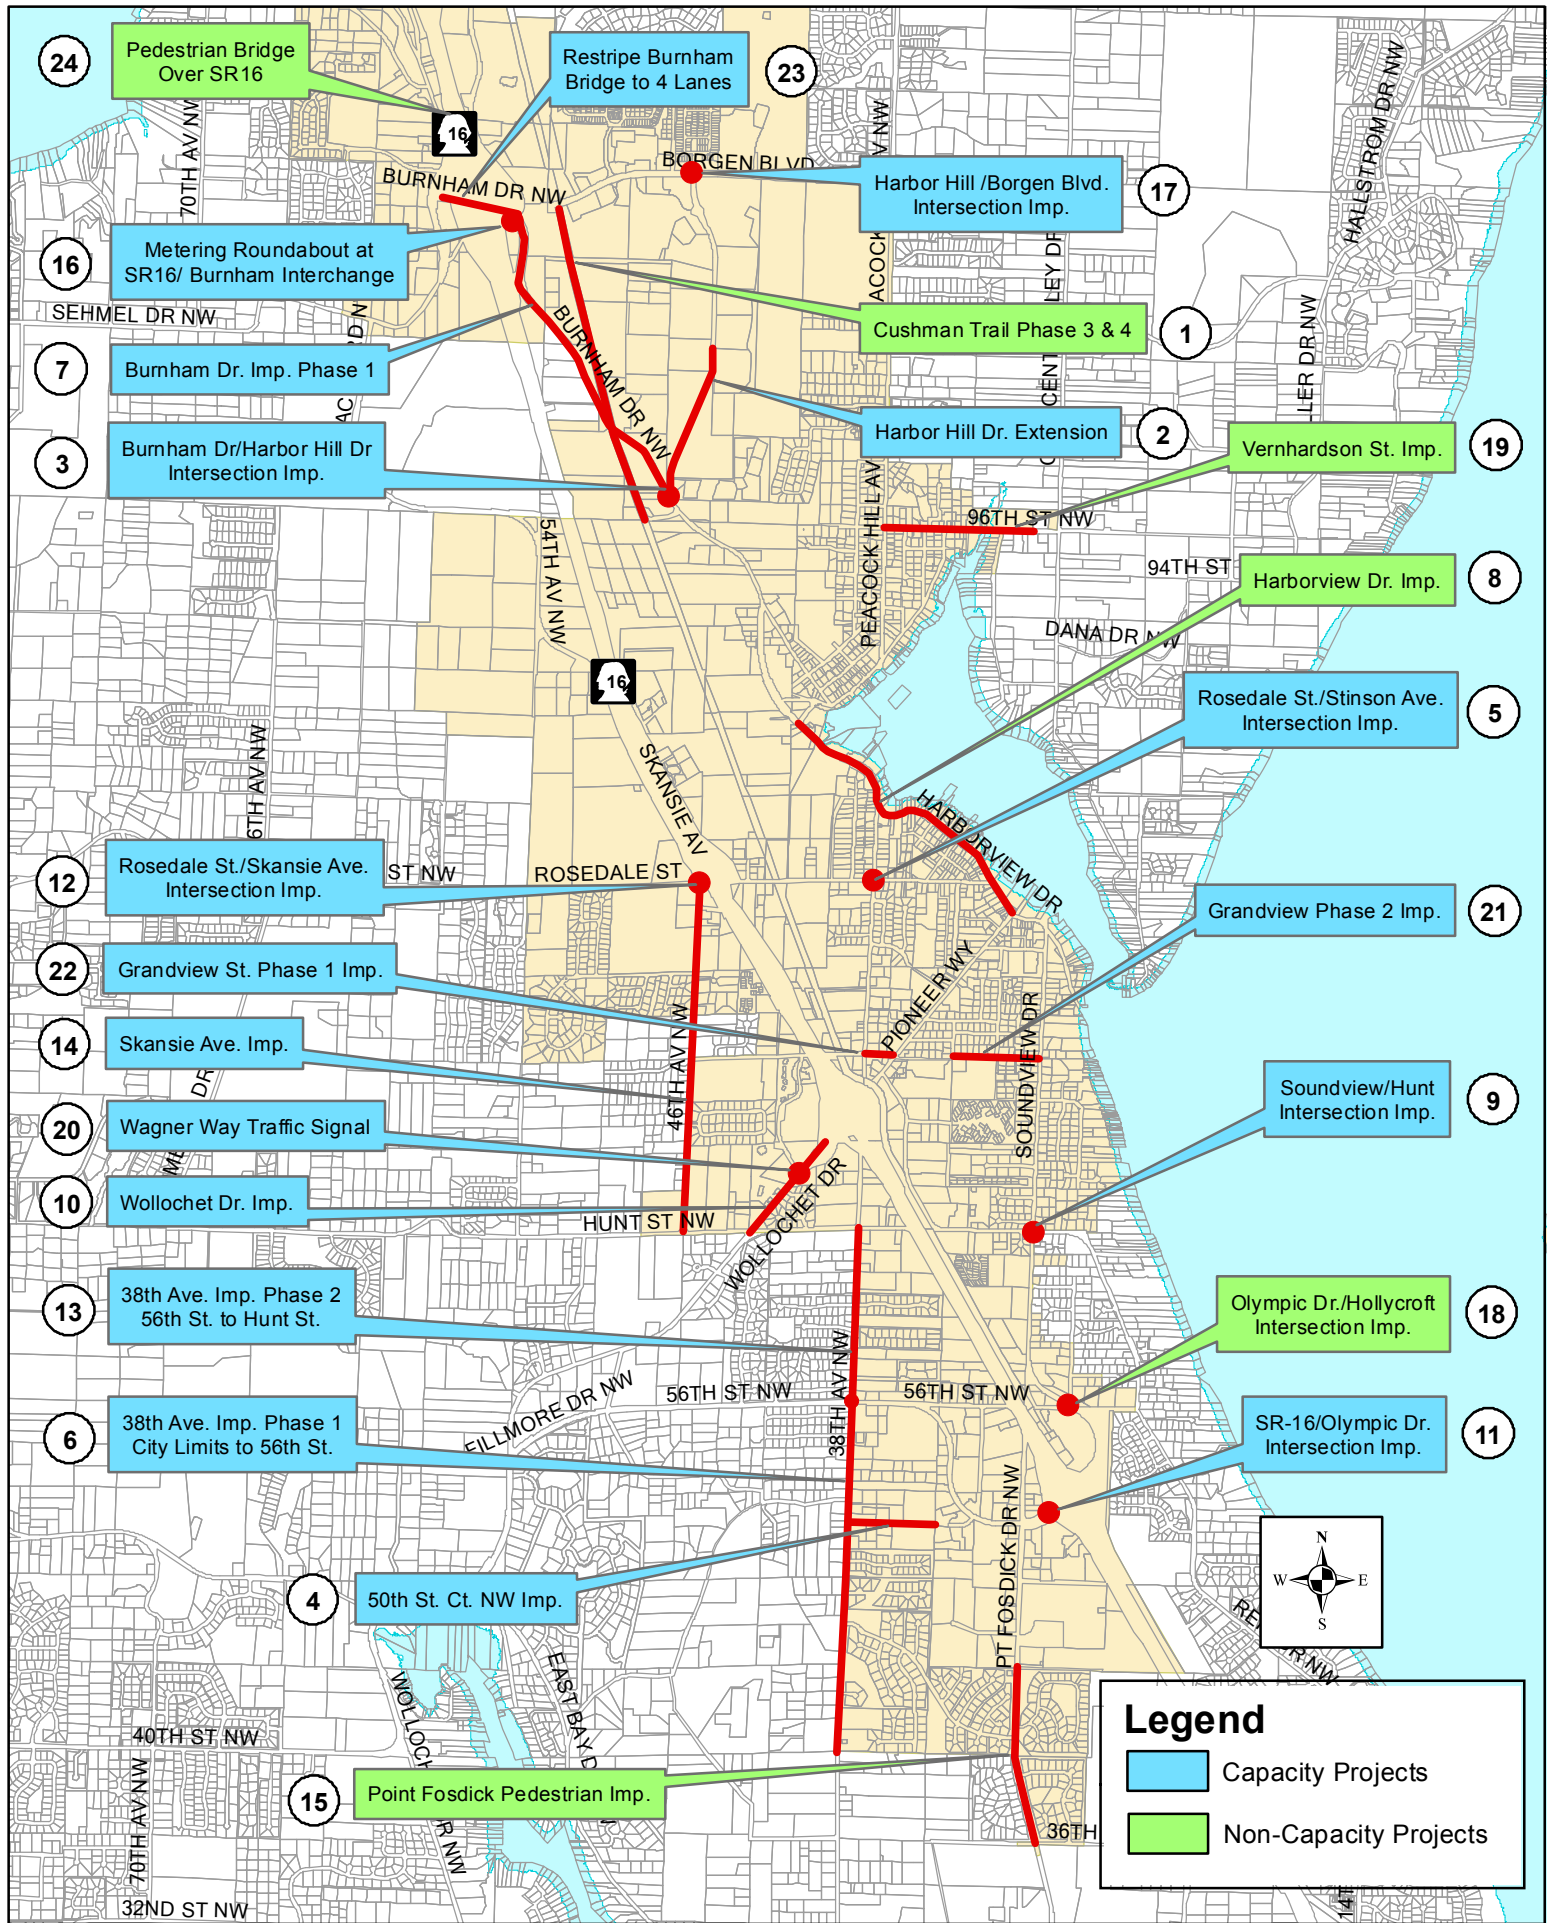 24
Pedestrian Bridge
Over SR16
Restripe Burnham
Bridge to 4 Lanes
23
16
70TH AV NW
BURNHAM DR NW
BORGEN BLVD
Harbor Hill /Borgen Blvd.
Intersection Imp.
17
HALLSTROM DR NW
16
Metering Roundabout at
SR16/ Burnham Interchange
SEHMEL DR NW
Cushman Trail Phase 3 & 4
1
7
Burnham Dr. Imp. Phase 1
BURNHAM DR NW
Harbor Hill Dr. Extension
2
3
Burnham Dr/Harbor Hill Dr
Intersection Imp.
Vernhardson St. Imp.
19
96TH ST NW
54TH AV NW
PEACOCK HILL AV
94TH ST
Harborview Dr. Imp.
8
DANA DR NW
16
Rosedale St./Stinson Ave.
Intersection Imp.
5
SKANSIE AV
6TH AV NW
HARBORVIEW DR
12
Rosedale St./Skansie Ave.
Intersection Imp.
ST NW
ROSEDALE ST
Grandview Phase 2 Imp.
21
22
Grandview St. Phase 1 Imp.
PIONEER WY
14
Skansie Ave. Imp.
46TH AV NW
SOUNDVIEW DR
Soundview/Hunt
Intersection Imp.
9
20
Wagner Way Traffic Signal
10
Wollochet Dr. Imp.
HUNT ST NW
WOLLOCHET DR
13
38th Ave. Imp. Phase 2
56th St. to Hunt St.
Olympic Dr./Hollycroft
Intersection Imp.
18
38TH AV NW
FILLMORE DR NW
56TH ST NW
56TH ST NW
6
38th Ave. Imp. Phase 1
City Limits to 56th St.
SR-16/Olympic Dr.
Intersection Imp.
11
PT FOSDICK DR NW
N
W
E
S
4
50th St. Ct. NW Imp.
40TH ST NW
70TH AV NW
15
Point Fosdick Pedestrian Imp.
36TH
32ND ST NW
Legend
Capacity Projects
Non-Capacity Projects